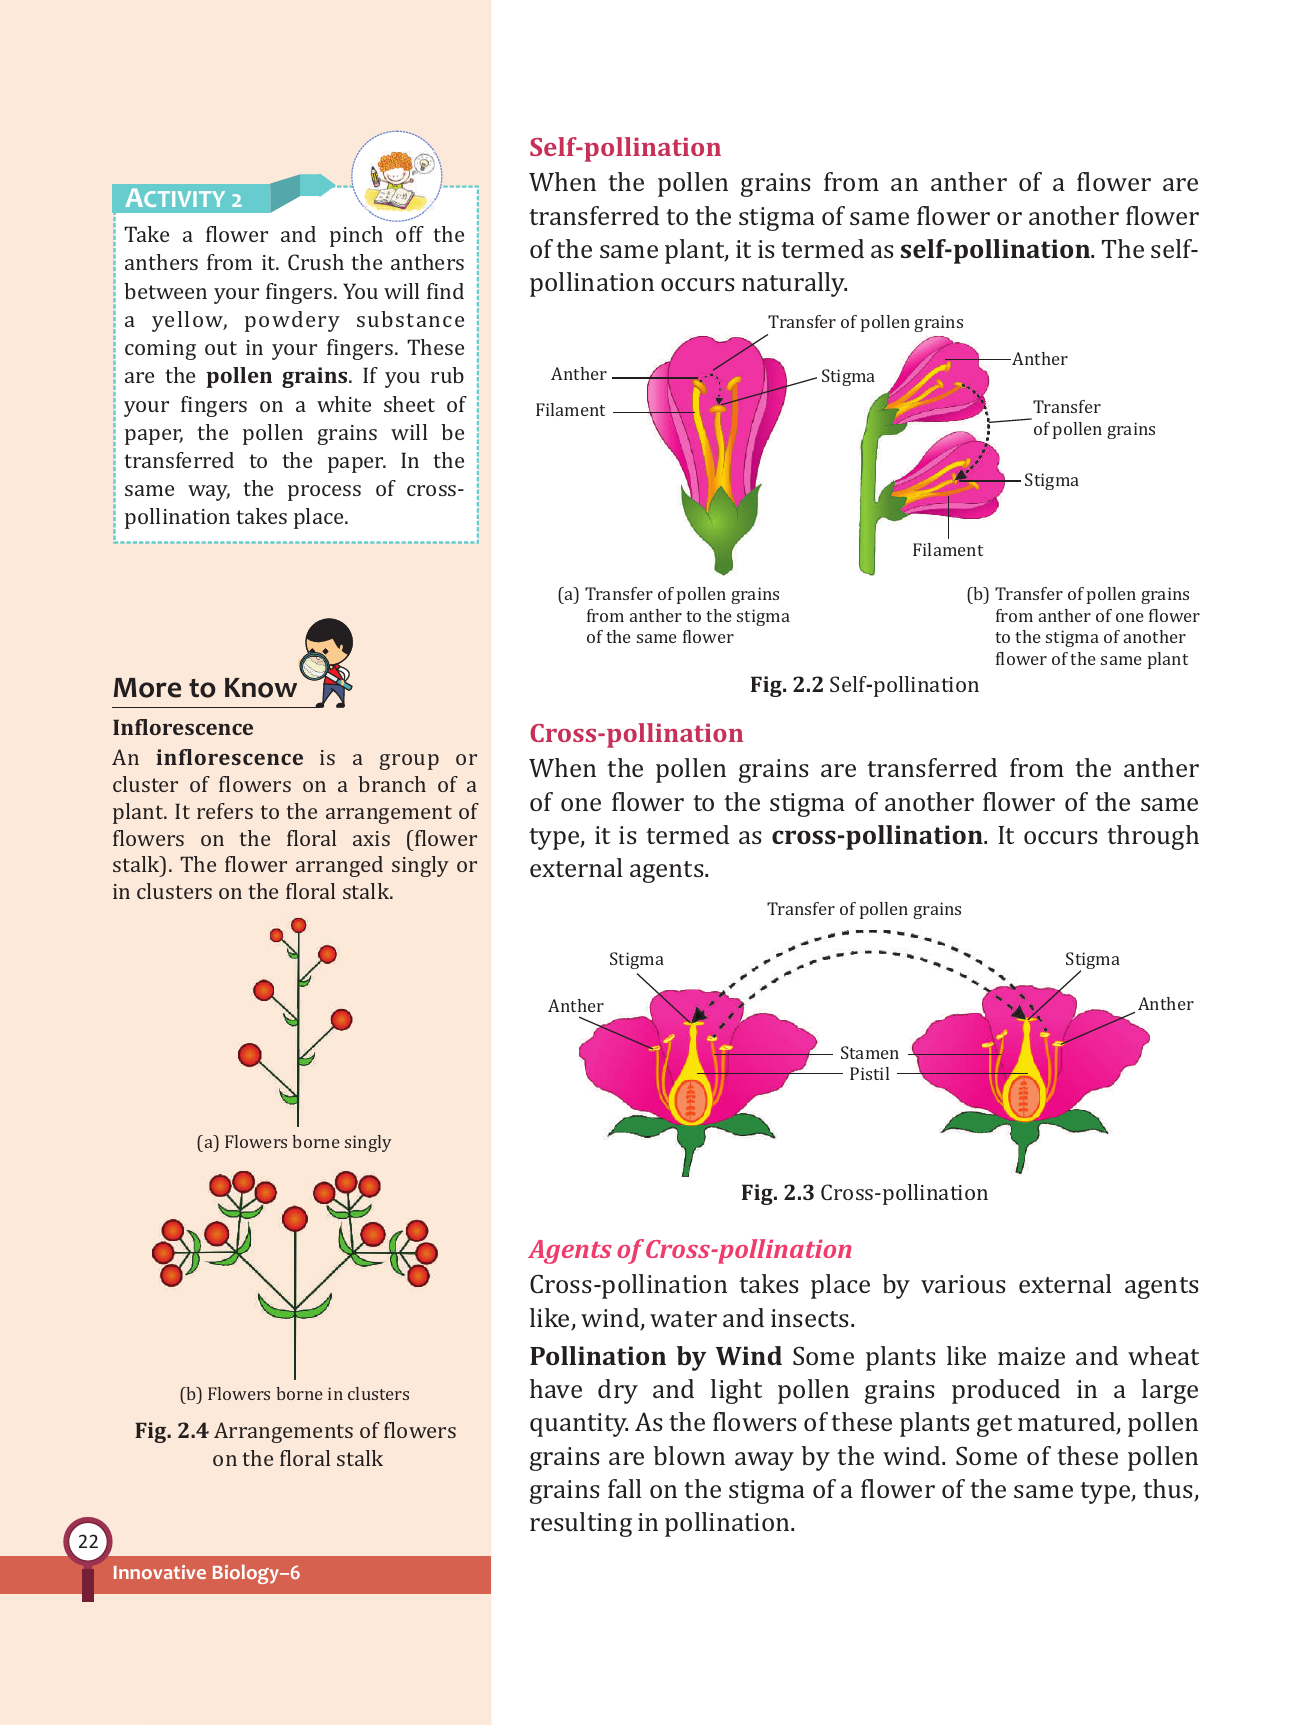 ACTIVITY 2
Take a flower and pinch off the
anthers from it. Crush the anthers
between your fingers. You will find
a yellow, powdery substance
coming out in your fingers. These
are the pollen grains. If you rub
your fingers on a white sheet of
paper, the pollen grains will be
transferred to the paper. In the
same way, the process of cross-
pollination takes place.
More to Know
Inflorescence
An inflorescence is a group or
cluster of flowers on a branch of a
plant. It refers to the arrangement of
flowers on the floral axis (flower
stalk). The flower arranged singly or
in clusters on the floral stalk.
(a) Flowers borne singly
(b) Flowers borne in clusters
Fig. 2.4 Arrangements of flowers
on the floral stalk
22
Innovative Biology–6
Self-pollination
When the pollen grains from an anther of a flower are
transferred to the stigma of same flower or another flower
of the same plant, it is termed as self-pollination. The self-
pollination occurs naturally.
Transfer of pollen grains
Anther
Stigma
Filament
Anther
Transfer
of pollen grains
Stigma
Filament
(a) Transfer of pollen grains
from anther to the stigma
of the same flower
(b) Transfer of pollen grains
from anther of one flower
to the stigma of another
flower of the same plant
Fig. 2.2 Self-pollination
Cross-pollination
When the pollen grains are transferred from the anther
of one flower to the stigma of another flower of the same
type, it is termed as cross-pollination. It occurs through
external agents.
Transfer of pollen grains
Stigma
Stigma
Anther
Anther
Stamen
Pistil
Fig. 2.3 Cross-pollination
Agents of Cross-pollination
Cross-pollination takes place by various external agents
like, wind, water and insects.
Pollination by Wind Some plants like maize and wheat
have dry and light pollen grains produced in a large
quantity. As the flowers of these plants get matured, pollen
grains are blown away by the wind. Some of these pollen
grains fall on the stigma of a flower of the same type, thus,
resulting in pollination.